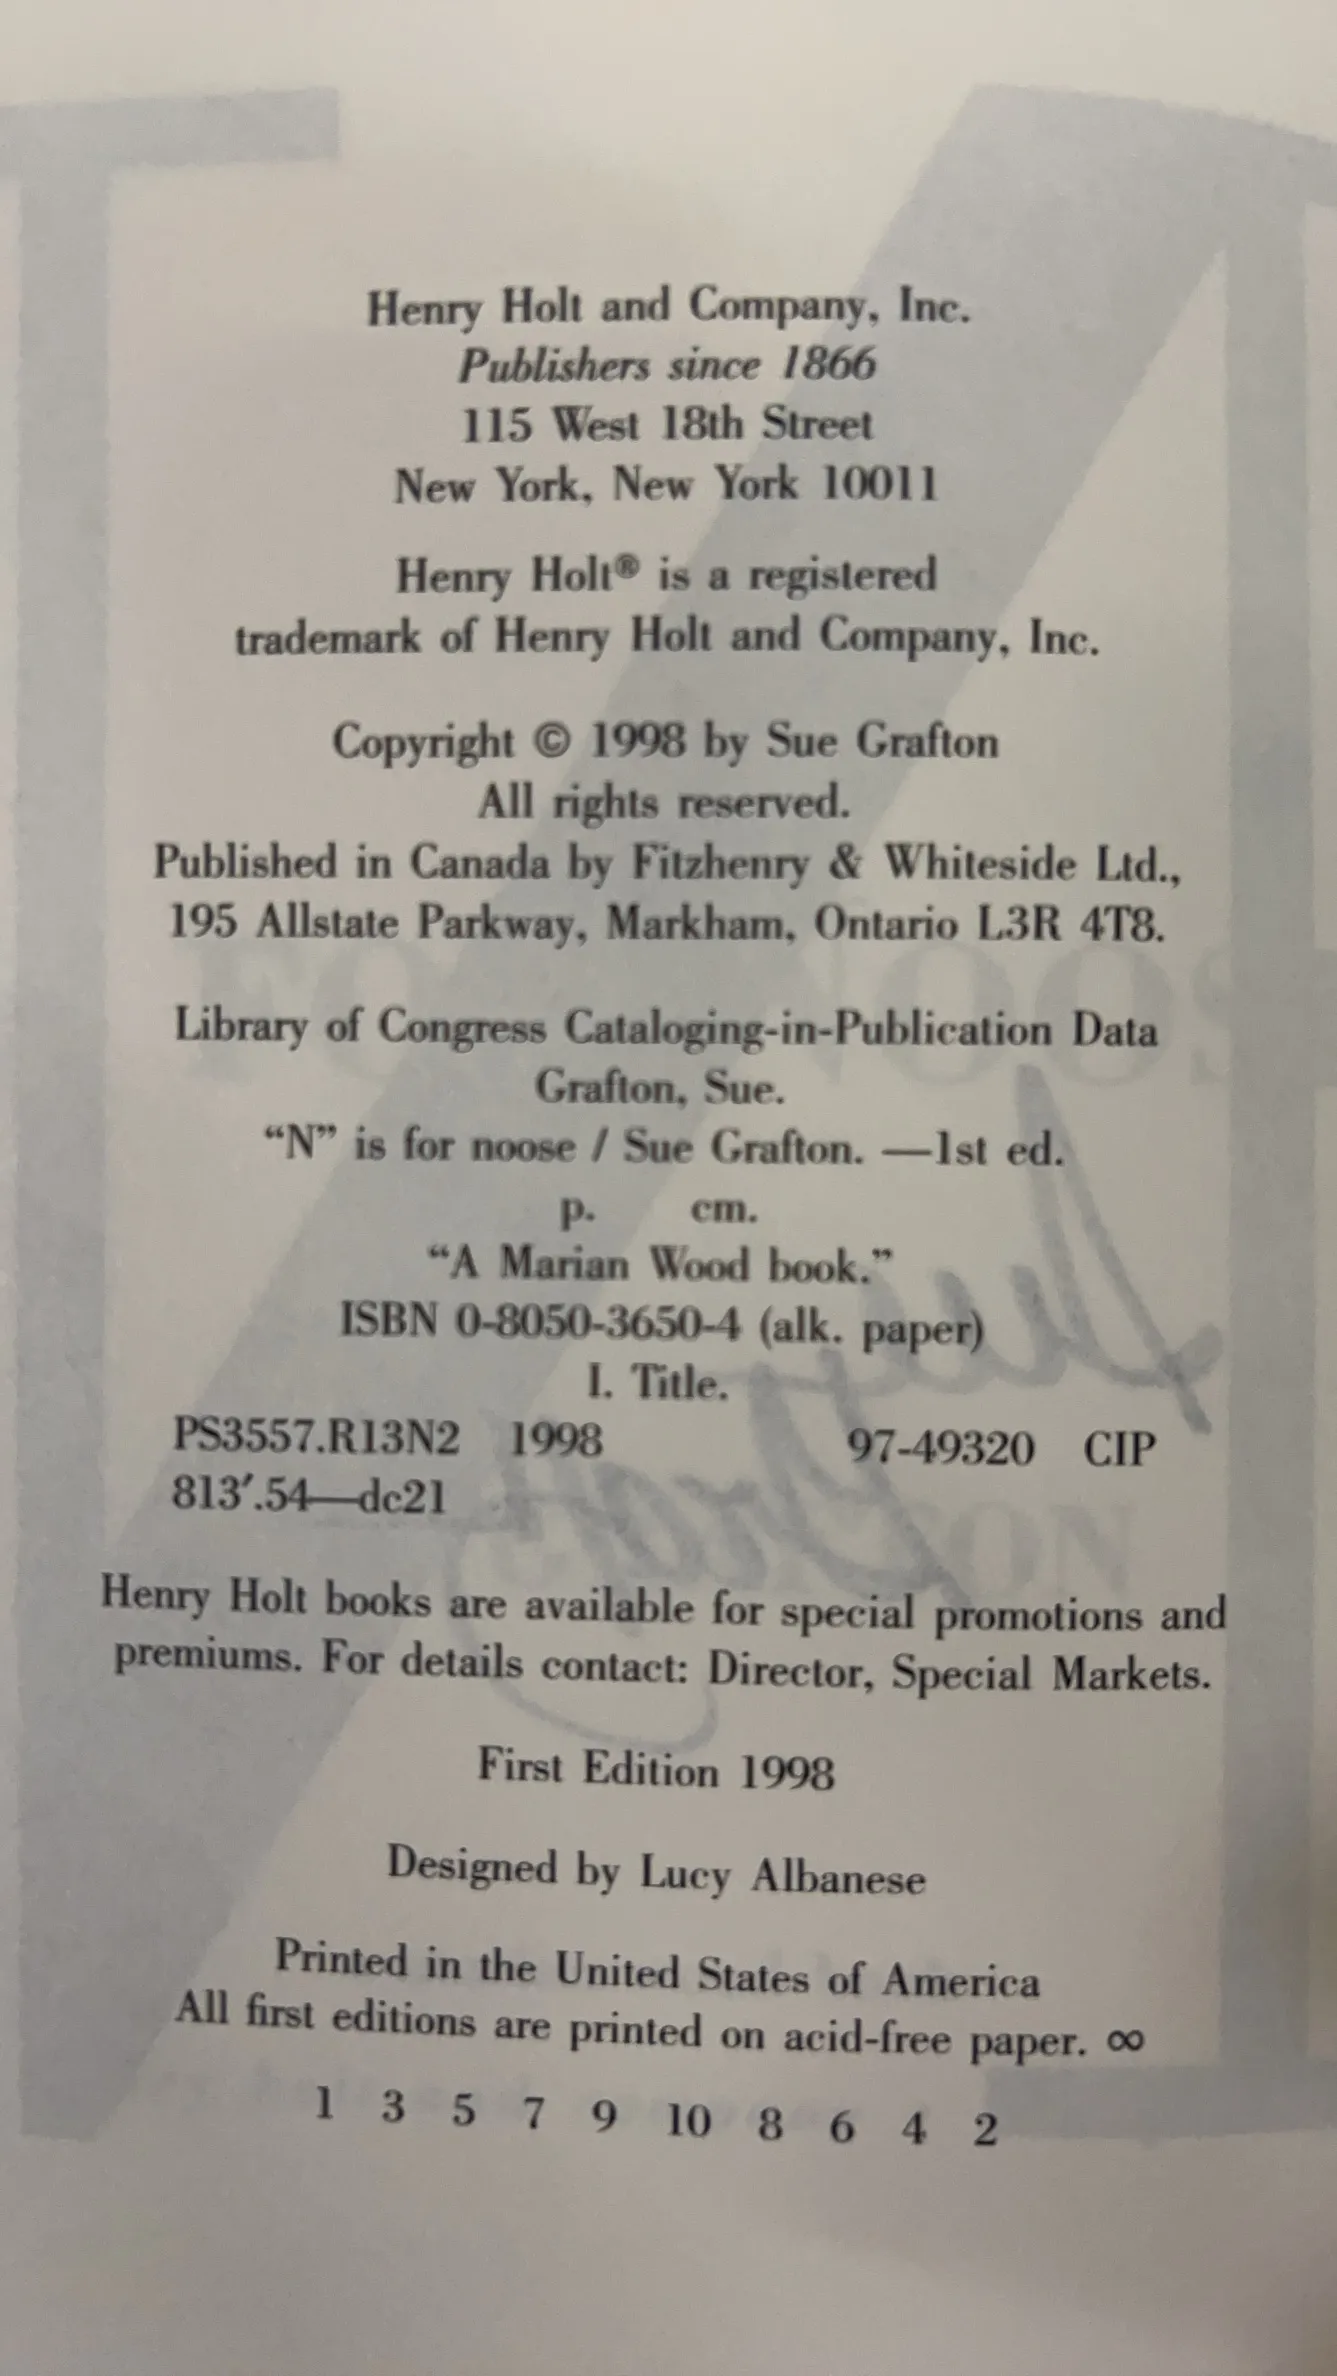 Henry Holt and Company, Inc.
Publishers since 1866
115 West 18th Street
New York, New York 10011
Henry Holt® is a registered
trademark of Henry Holt and Company, Inc.
Copyright © 1998 by Sue Grafton
All rights reserved.
Published in Canada by Fitzhenry & Whiteside Ltd.,
195 Allstate Parkway, Markham, Ontario L3R 4T8.
Library of Congress Cataloging-in-Publication Data
Grafton, Sue.
“N” is for noose / Sue Grafton. —1st ed.
p. cm.
“A Marian Wood book.”
ISBN 0-8050-3650-4 (alk. paper)
I. Title.
PS3557.R13N2 1998 97-49320 CIP
813′.54—dc21
Henry Holt books are available for special promotions and
premiums. For details contact: Director, Special Markets.
First Edition 1998
Designed by Lucy Albanese
Printed in the United States of America
All first editions are printed on acid-free paper. ∞
1 3 5 7 9 10 8 6 4 2